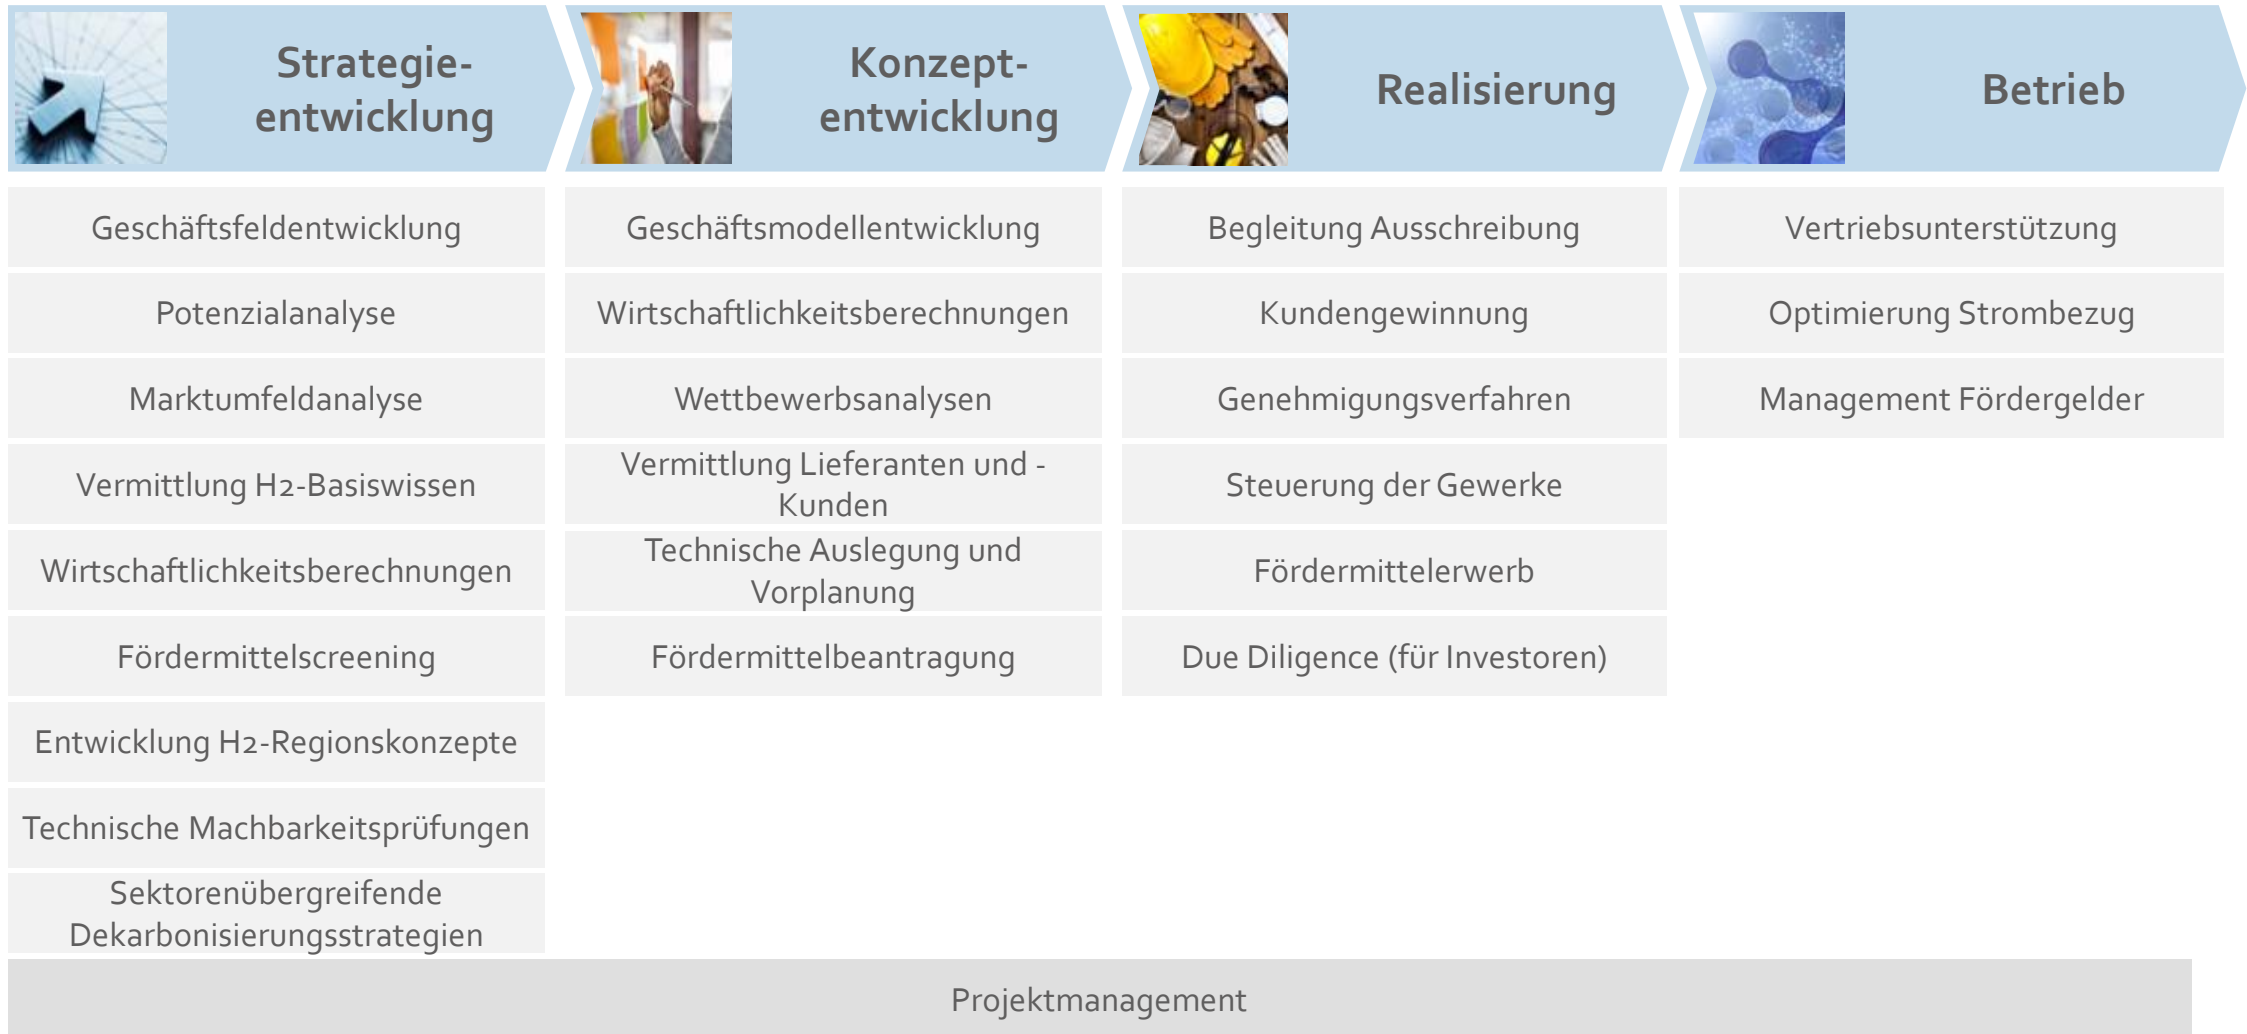 Strategie-
entwicklung
Konzept-
entwicklung
Realisierung
Betrieb
Geschäftsfeldentwicklung
Potenzialanalyse
Marktumfeldanalyse
Vermittlung H2-Basiswissen
Wirtschaftlichkeitsberechnungen
Fördermittelscreening
Entwicklung H2-Regionskonzepte
Technische Machbarkeitsprüfungen
Sektorenübergreifende
Dekarbonisierungsstrategien
Geschäftsmodellentwicklung
Wirtschaftlichkeitsberechnungen
Wettbewerbsanalysen
Vermittlung Lieferanten und -
Kunden
Technische Auslegung und
Vorplanung
Fördermittelbeantragung
Begleitung Ausschreibung
Kundengewinnung
Genehmigungsverfahren
Steuerung der Gewerke
Fördermittelerwerb
Due Diligence (für Investoren)
Vertriebsunterstützung
Optimierung Strombezug
Management Fördergelder
Projektmanagement